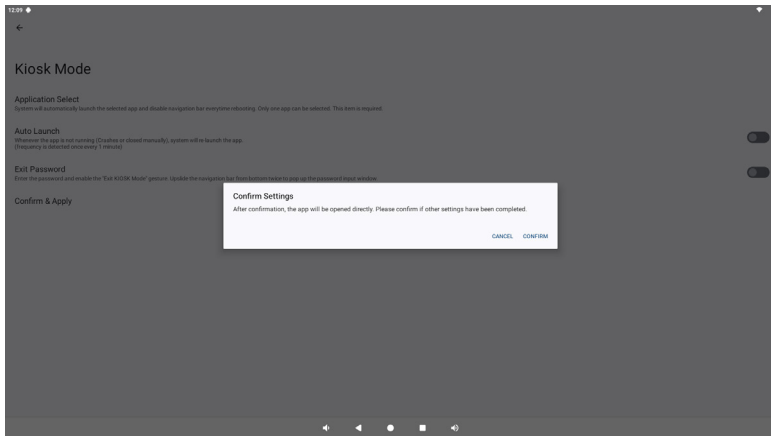 12:09
Kiosk Mode
Application Select
System will automatically launch the selected app and disable navigation bar everytime rebooting. Only one app can be selected. This item is required.
Auto Launch
Whenever the app is not running (Crashes or closed manually), system will re-launch the app.
(frequency is detected once every 1 minute)
Exit Password
Enter the password and enable the "Exit KIOSK Mode" gesture: Upslide the navigation bar from bottom twice to pop up the password input window.
Confirm & Apply
Confirm Settings
After confirmation, the app will be opened directly. Please confirm if other settings have been completed.
CANCEL CONFIRM